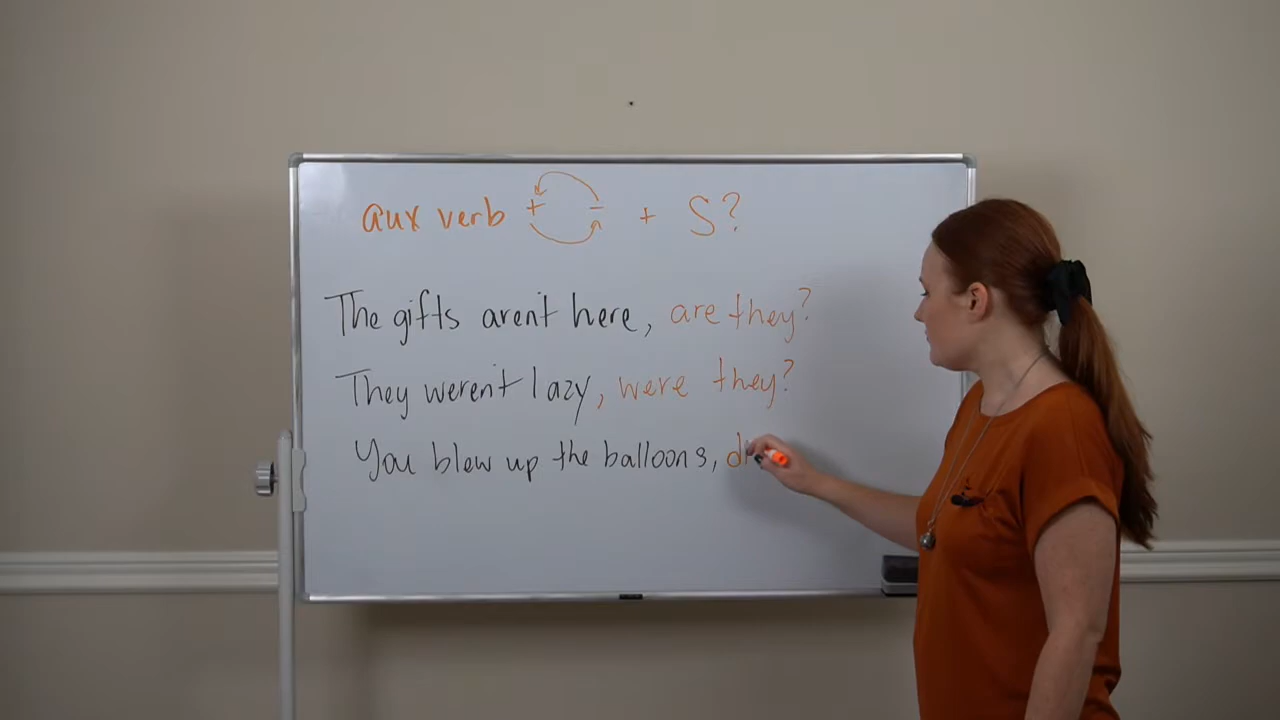 aux verb + - + S?
The gifts aren't here, are they?
They weren't lazy, were they?
You blew up the balloons, d